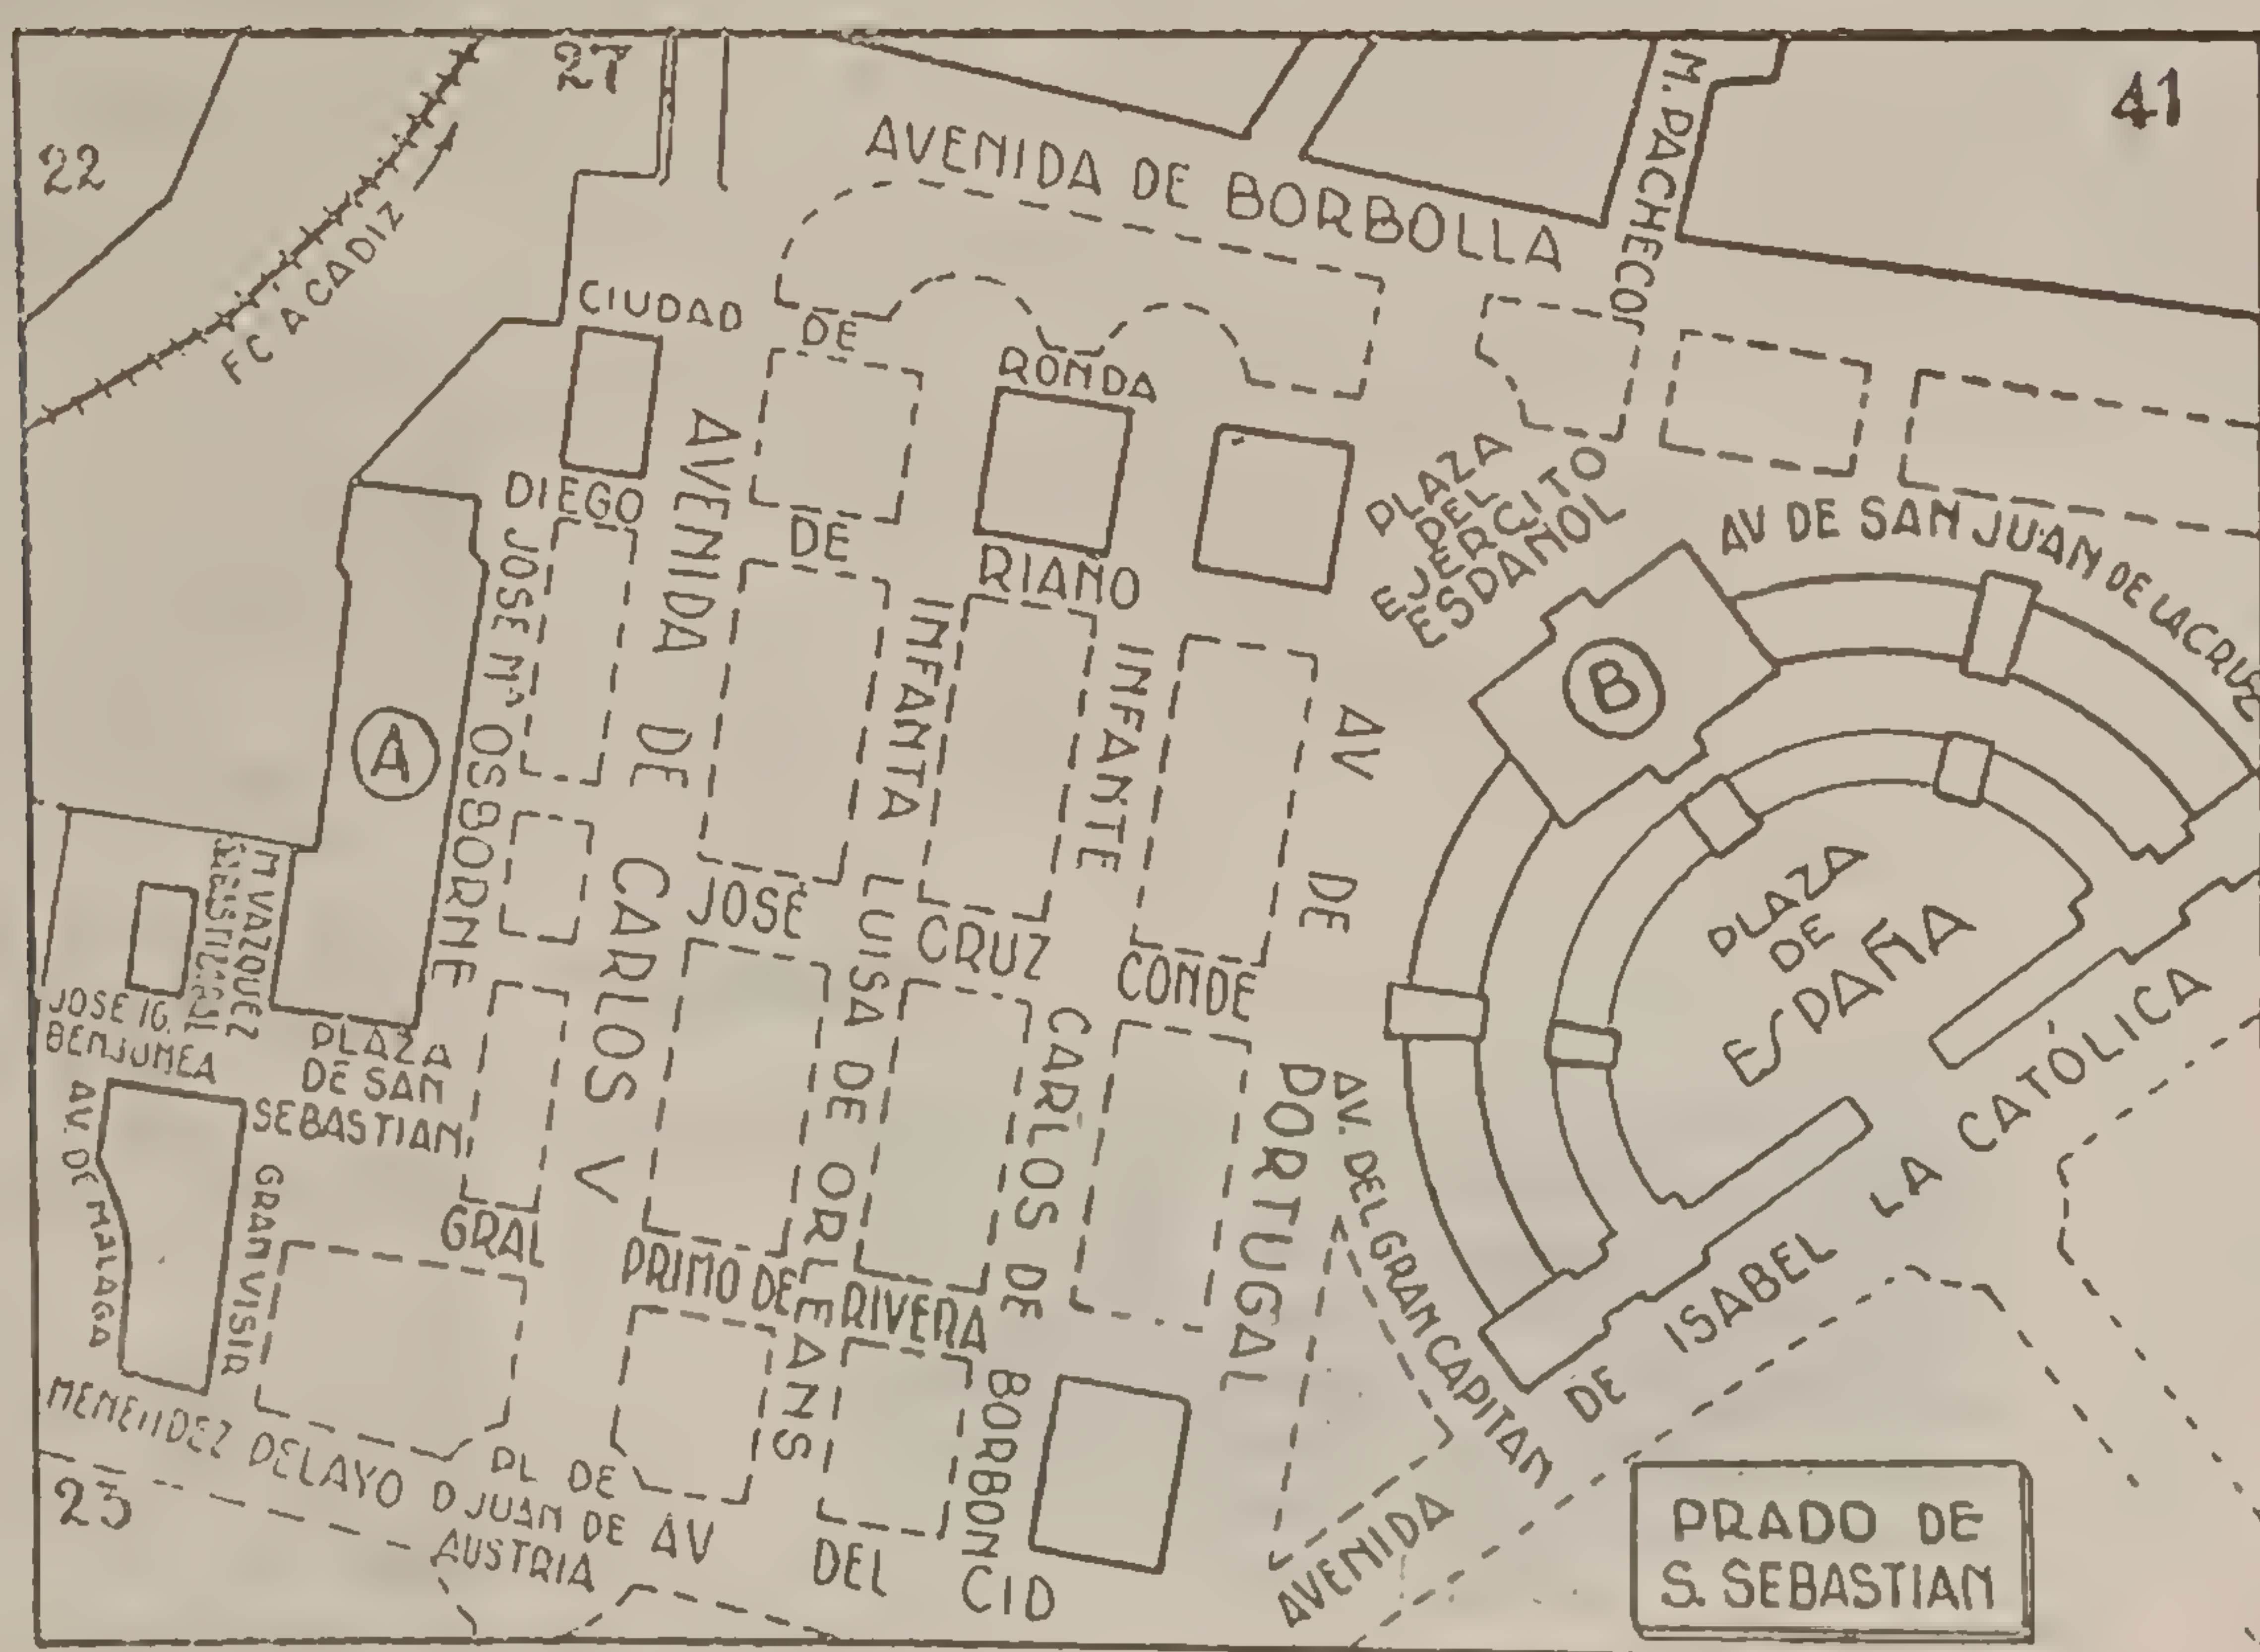 27
41
22
M. PACHECO
AVENIDA DE BORBOLLA
FC A CADIZ
CIUDAD DE RONDA
DIEGO DE RIAÑO
PLAZA
DEL
EJERCITO
ESPAÑOL
AV DE SAN JUAN DE LA CRUZ
JOSE Mª OSBORNE
AVENIDA DE CARLOS V
INFANTA LUISA DE ORLEANS
INFANTE CARLOS DE BORBON
AV DE PORTUGAL
A
B
M VAZQUEZ
JOSE CRUZ CONDE
PLAZA
DE
ESPAÑA
JOSE IG.
BENJUMEA
PLAZA
DE SAN
SEBASTIAN
AV. DE MALAGA
GRAN VISIR
GRAL PRIMO DE RIVERA
AV. DEL GRAN CAPITAN
AVENIDA DE ISABEL LA CATÓLICA
MENENDEZ PELAYO
PL DE
D JUAN DE
AUSTRIA
AV DEL CID
23
PRADO DE
S. SEBASTIAN